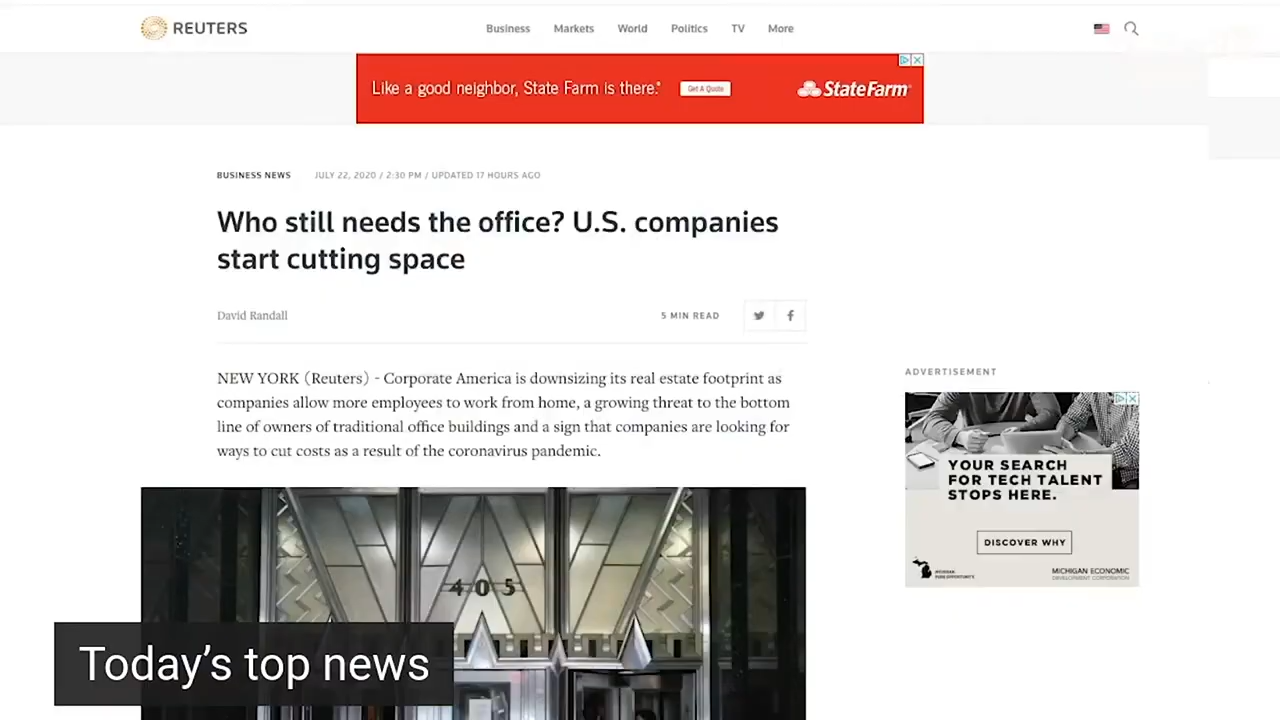 REUTERS
Business Markets World Politics TV More
Like a good neighbor, State Farm is there.® Get A Quote StateFarm®
BUSINESS NEWS JULY 22, 2020 / 2:30 PM / UPDATED 17 HOURS AGO
Who still needs the office? U.S. companies
start cutting space
David Randall 5 MIN READ
NEW YORK (Reuters) - Corporate America is downsizing its real estate footprint as
companies allow more employees to work from home, a growing threat to the bottom
line of owners of traditional office buildings and a sign that companies are looking for
ways to cut costs as a result of the coronavirus pandemic.
ADVERTISEMENT
YOUR SEARCH
FOR TECH TALENT
STOPS HERE.
DISCOVER WHY
MICHIGAN ECONOMIC
DEVELOPMENT CORPORATION
405
Today's top news